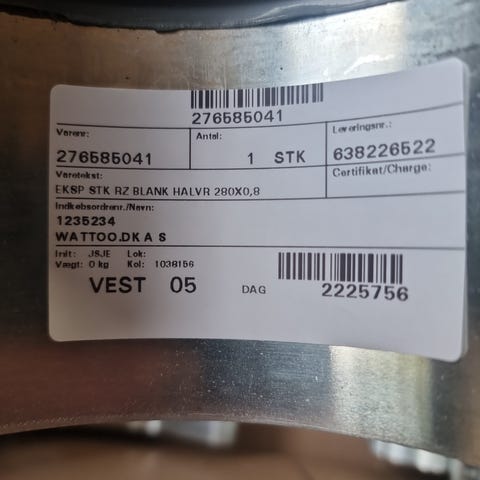 276585041
Varenr:
276585041
Antal:
1 STK
Leveringsnr.:
638226522
Varetekst:
EKSP STK RZ BLANK HALVR 280X0,8
Certifikat/Charge:
Indkøbsordrenr./Navn:
1235234
WATTOO.DK A S
Init: JSJE Lok:
Vægt: 0 kg Kol: 1038156
VEST 05 DAG
2225756